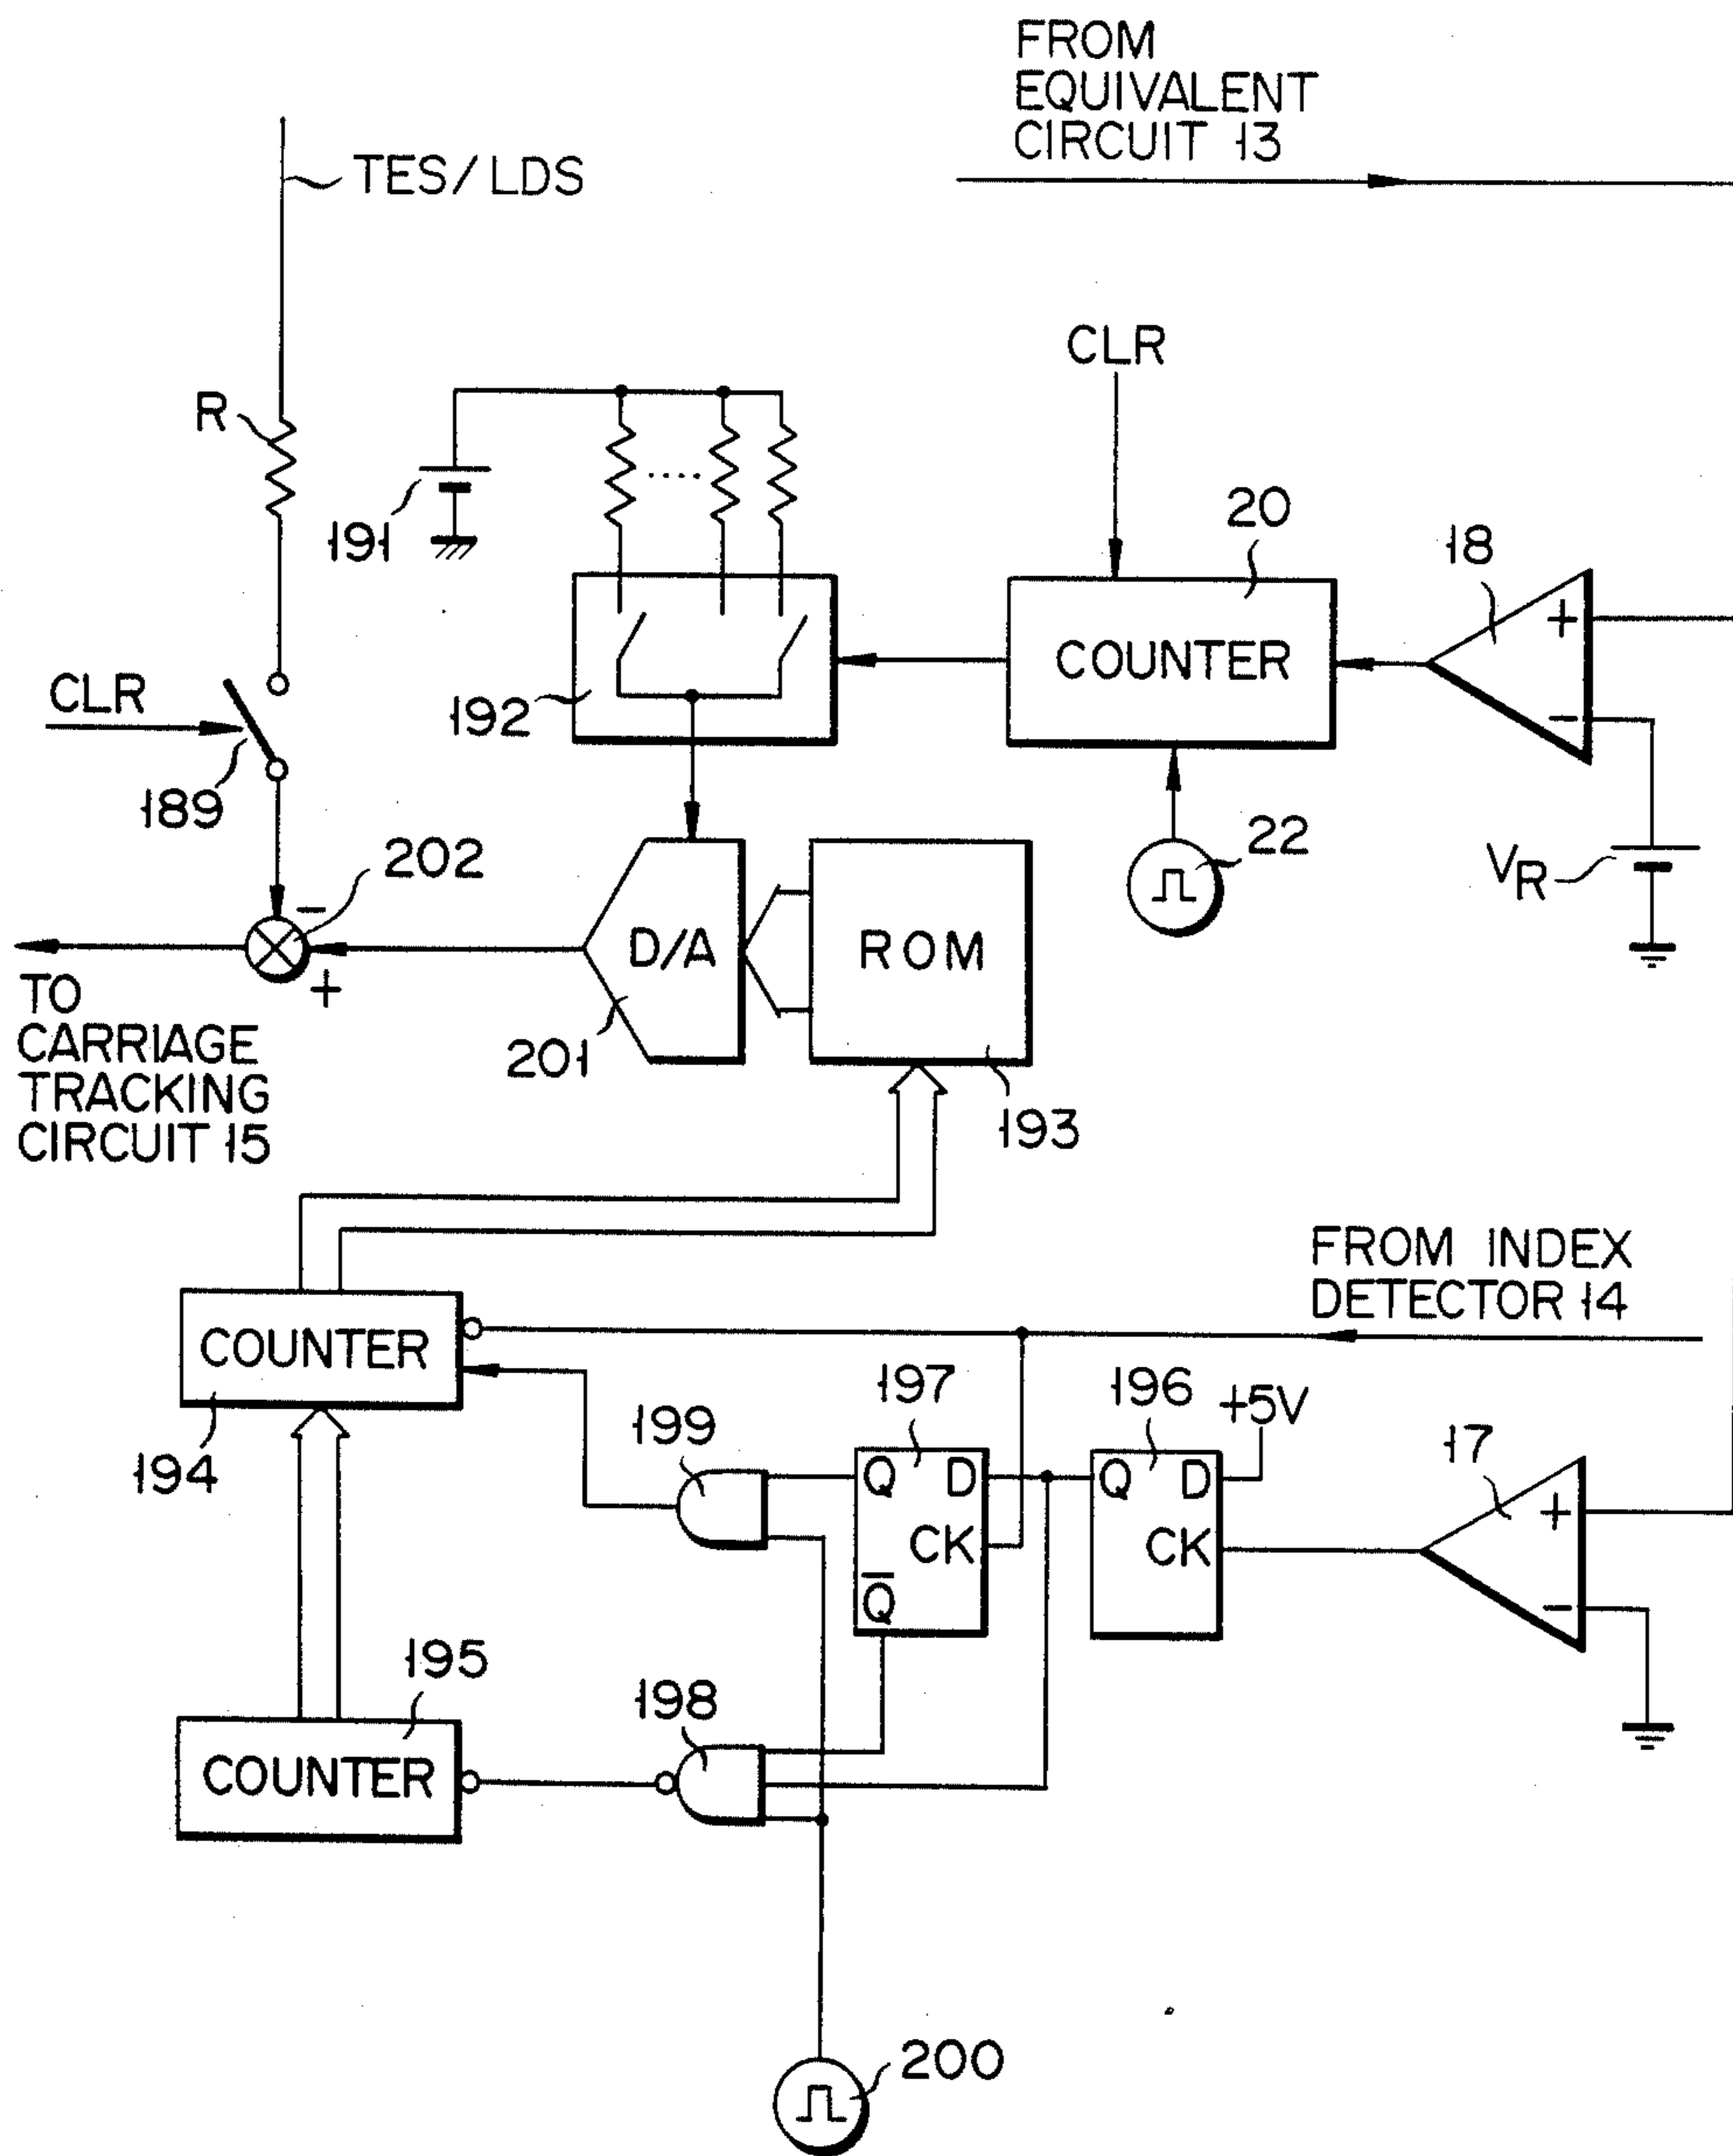 FROM
EQUIVALENT
CIRCUIT 13
TES/LDS
CLR
R
191
20
18
+
COUNTER
CLR
192
−
189
22
VR
202
−
D/A
ROM
+
TO
CARRIAGE
TRACKING
CIRCUIT 15
201
193
FROM INDEX
DETECTOR 14
COUNTER
197
196
+5V
194
199
17
Q
D
Q
D
+
CK
CK
Q̅
−
195
198
COUNTER
200